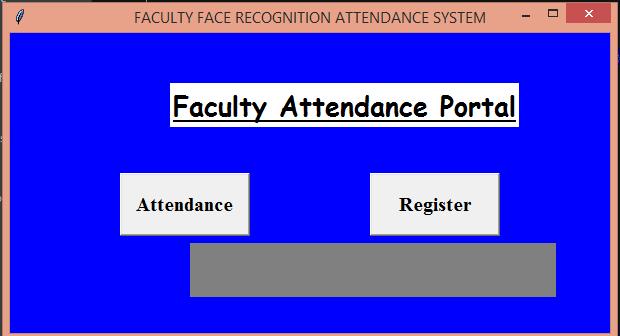 FACULTY FACE RECOGNITION ATTENDANCE SYSTEM
Faculty Attendance Portal
Attendance
Register